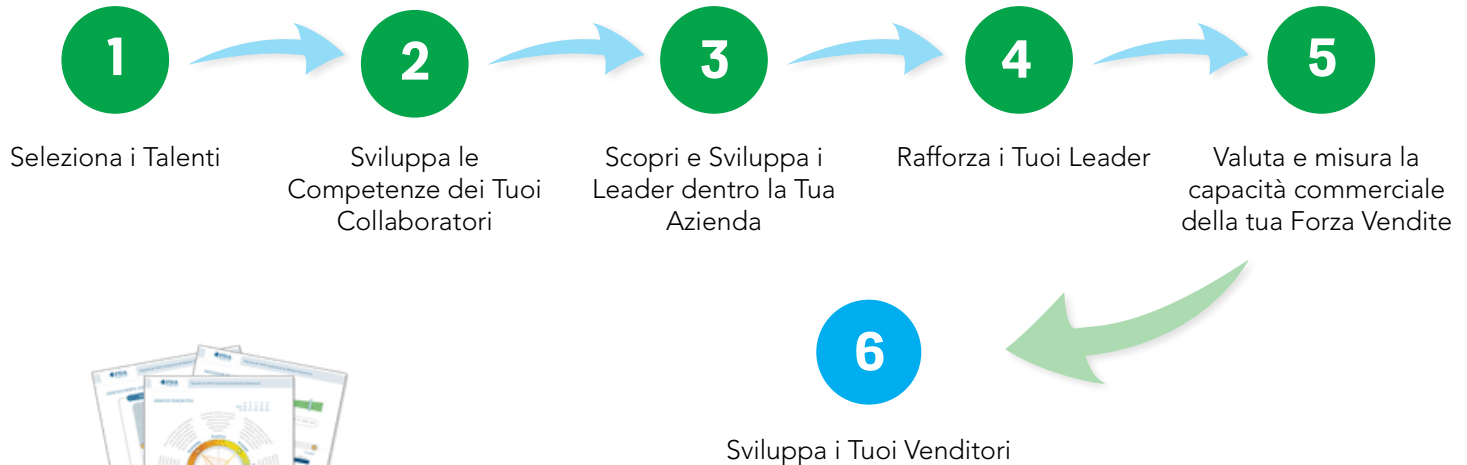 1
2
3
4
5
Seleziona i Talenti
Sviluppa le
Competenze dei Tuoi
Collaboratori
Scopri e Sviluppa i
Leader dentro la Tua
Azienda
Rafforza i Tuoi Leader
Valuta e misura la
capacità commerciale
della tua Forza Vendite
6
Sviluppa i Tuoi Venditori